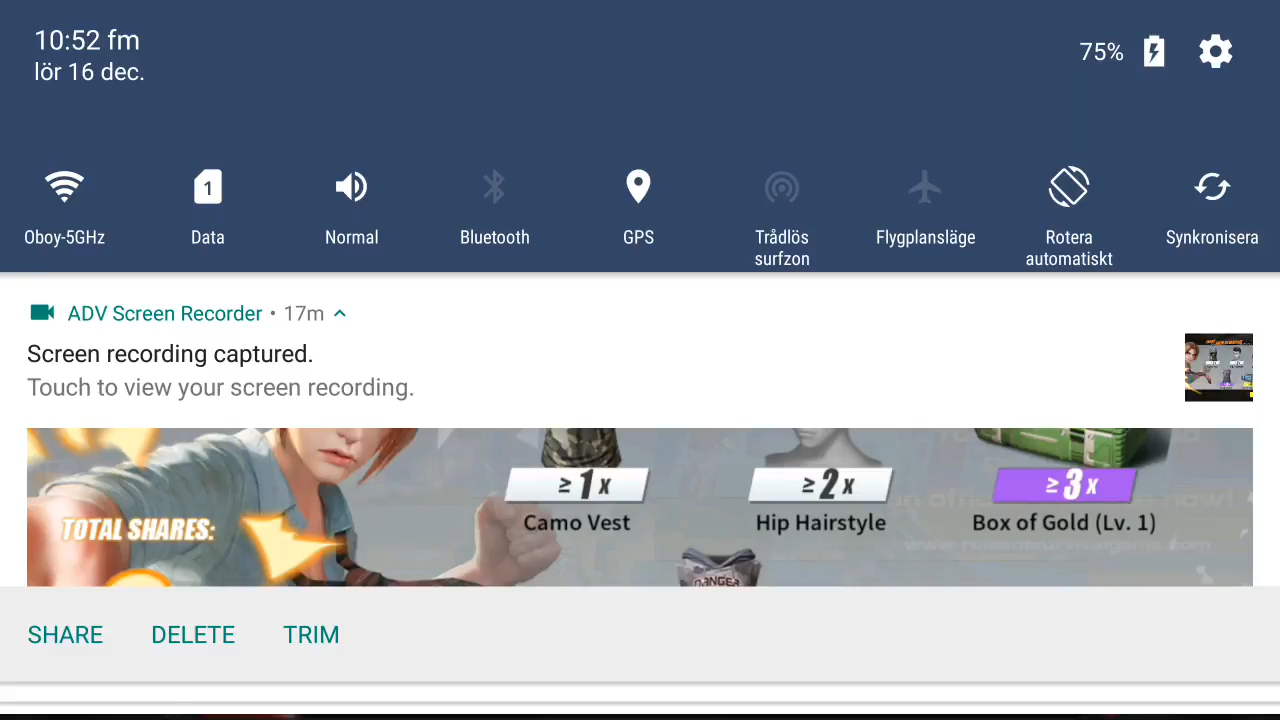 10:52 fm
lör 16 dec.
75%
1
Oboy-5GHz
Data
Normal
Bluetooth
GPS
Trådlös
surfzon
Flygplansläge
Rotera
automatiskt
Synkronisera
ADV Screen Recorder • 17m
Screen recording captured.
Touch to view your screen recording.
≥1x
≥2x
≥3x
Camo Vest
Hip Hairstyle
Box of Gold (Lv. 1)
TOTAL SHARES:
DANGER
SHARE
DELETE
TRIM